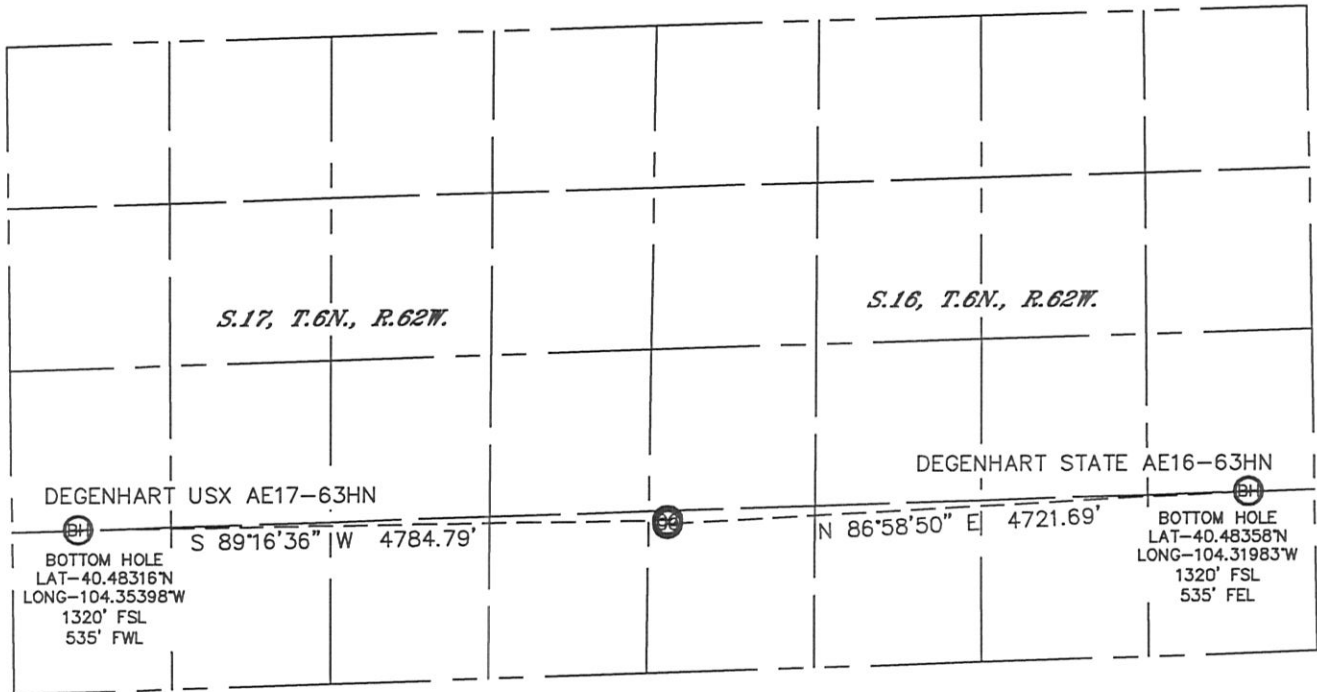 S.17, T.6N., R.62W.
S.16, T.6N., R.62W.
DEGENHART USX AE17-63HN
DEGENHART STATE AE16-63HN
BH
BH
S 89°16'36" W 4784.79'
N 86°58'50" E 4721.69'
BOTTOM HOLE
LAT-40.48316°N
LONG-104.35398°W
1320' FSL
535' FWL
BOTTOM HOLE
LAT-40.48358°N
LONG-104.31983°W
1320' FSL
535' FEL